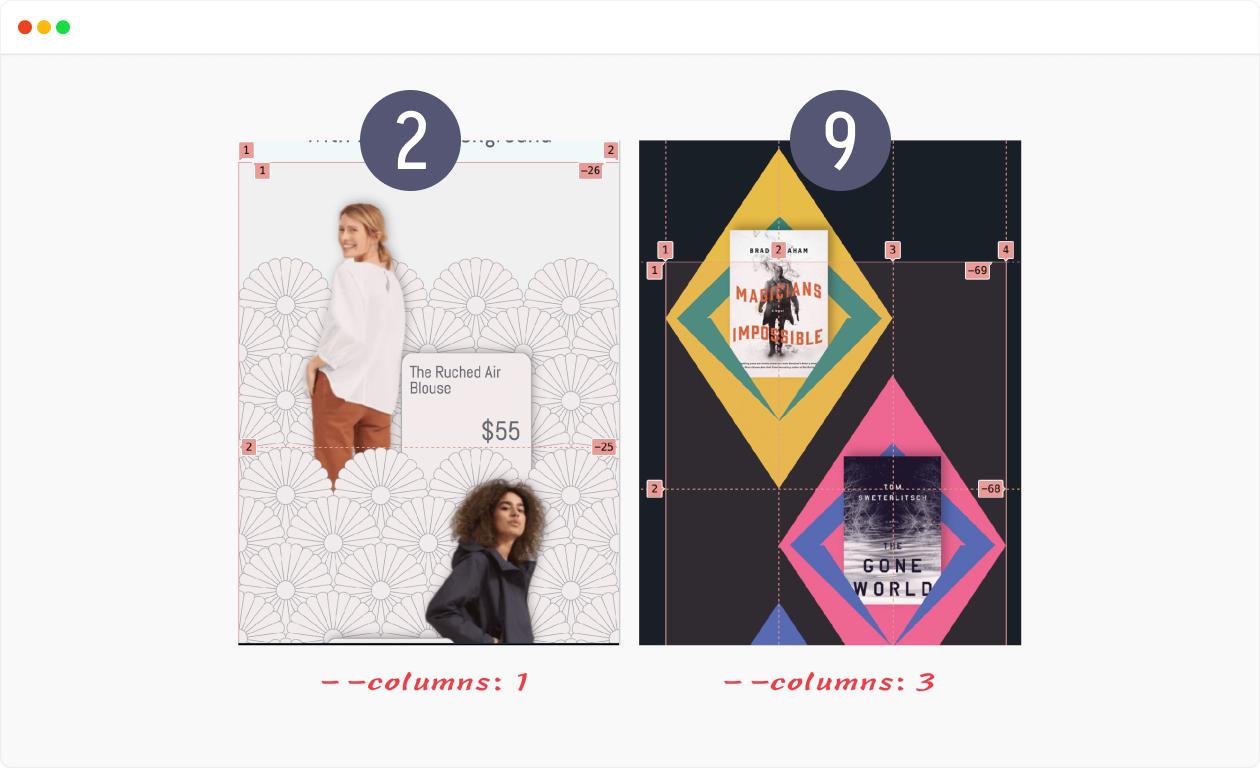 2
9
1
2
1
-26
The Ruched Air
Blouse
$55
2
-25
BRAD
AHAM
1
2
3
4
1
-69
MAGICIANS
IMPOSSIBLE
2
-68
TOM
SWETERLITSCH
THE
GONE
WORLD
--columns: 1
--columns: 3